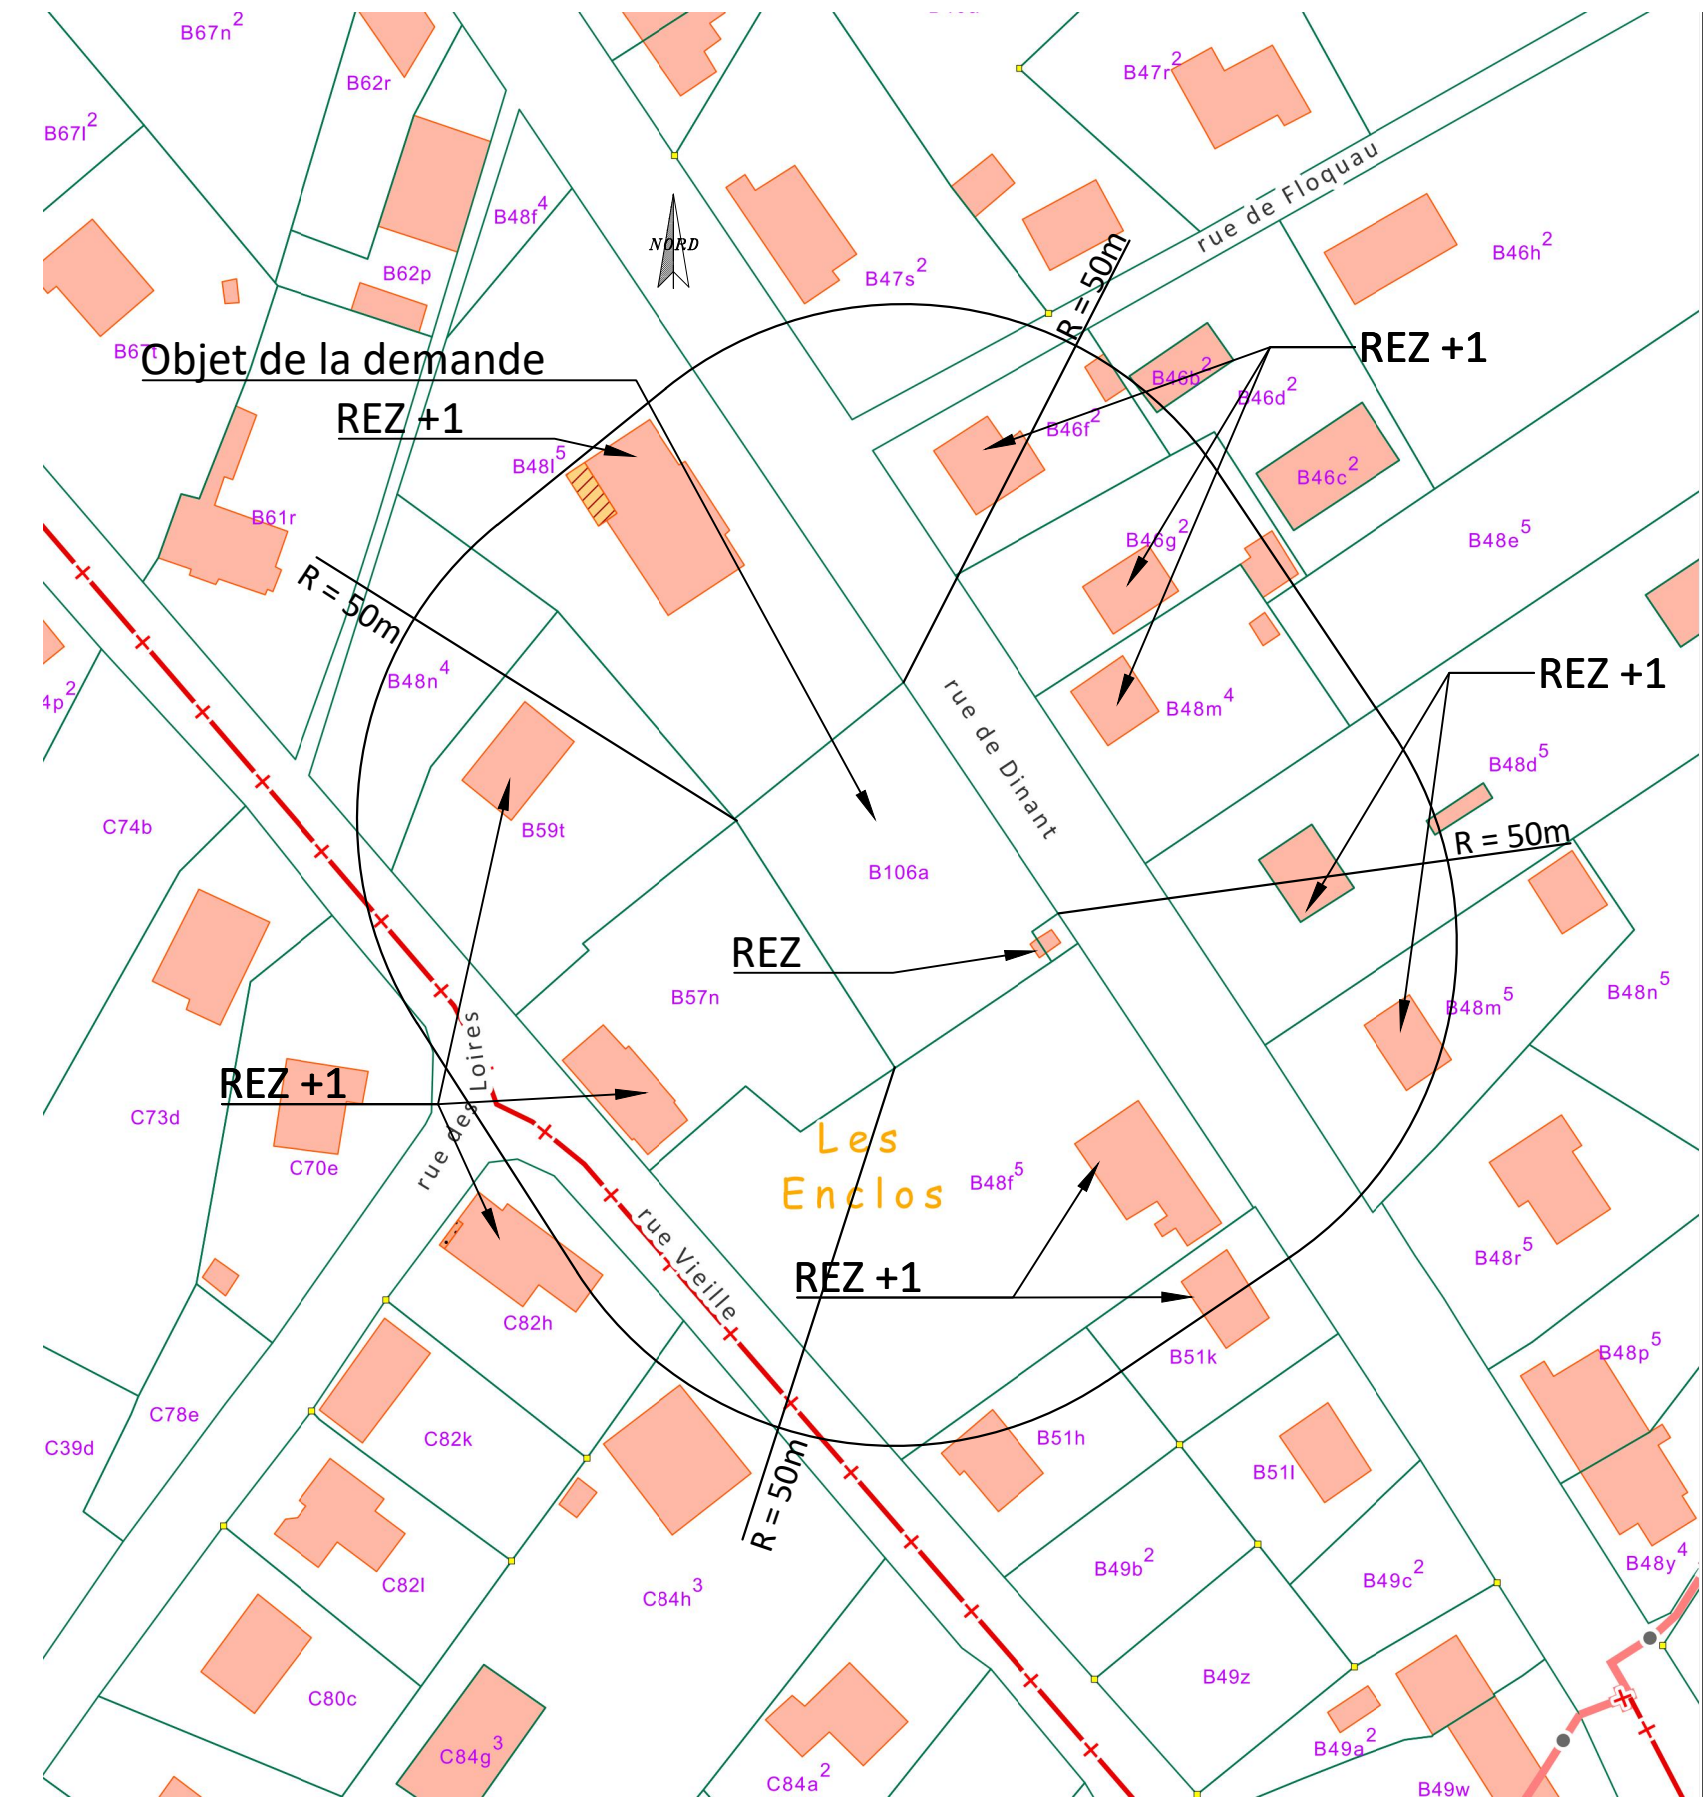 B67n²
B62r
B47r²
B67l²
rue de Floquau
B48f⁴
NORD
B62p
B47s²
B46h²
R = 50m
B67t
Objet de la demande
REZ +1
B46b²
B46d²
REZ +1
B46f²
B48l⁵
B46c²
B61r
B46g²
B48e⁵
R = 50m
B48n⁴
4p²
rue de Dinant
B48m⁴
REZ +1
B48d⁵
C74b
B59t
R = 50m
B106a
REZ
B57n
B48m⁵
B48n⁵
rue des Loires
REZ +1
C73d
C70e
Les
Enclos
B48f⁵
rue Vieille
B48r⁵
REZ +1
C82h
B51k
B48p⁵
C78e
C39d
C82k
B51h
B51l
R = 50m
B49b²
B49c²
B48y⁴
C82l
C84h³
C80c
B49z
C84g³
C84a²
B49a²
B49w